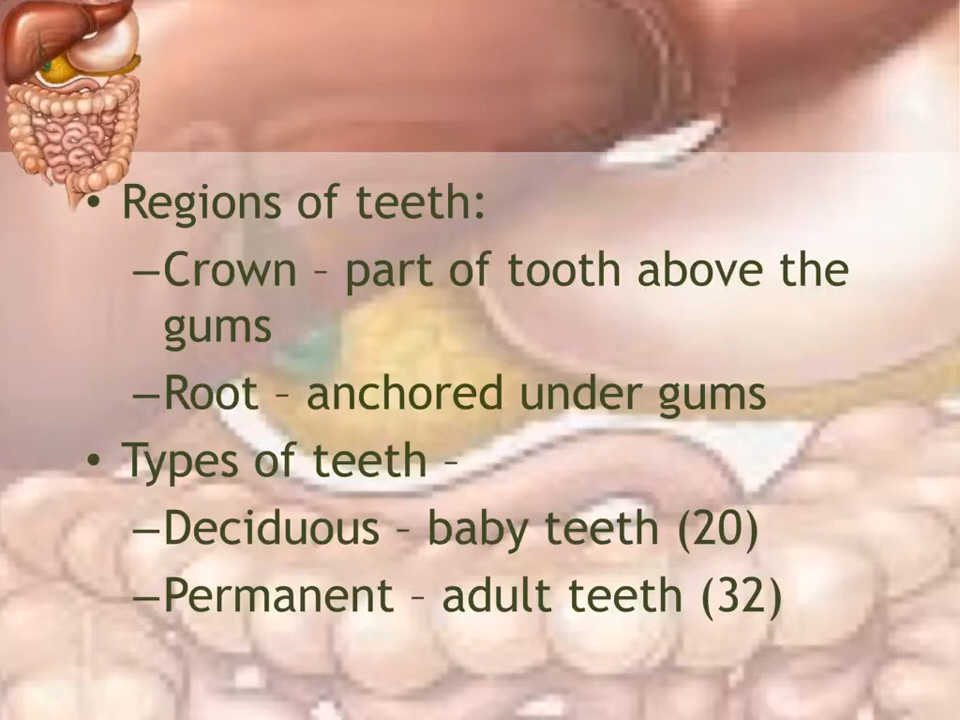 • Regions of teeth:
–Crown – part of tooth above the
gums
–Root – anchored under gums
• Types of teeth –
–Deciduous – baby teeth (20)
–Permanent – adult teeth (32)